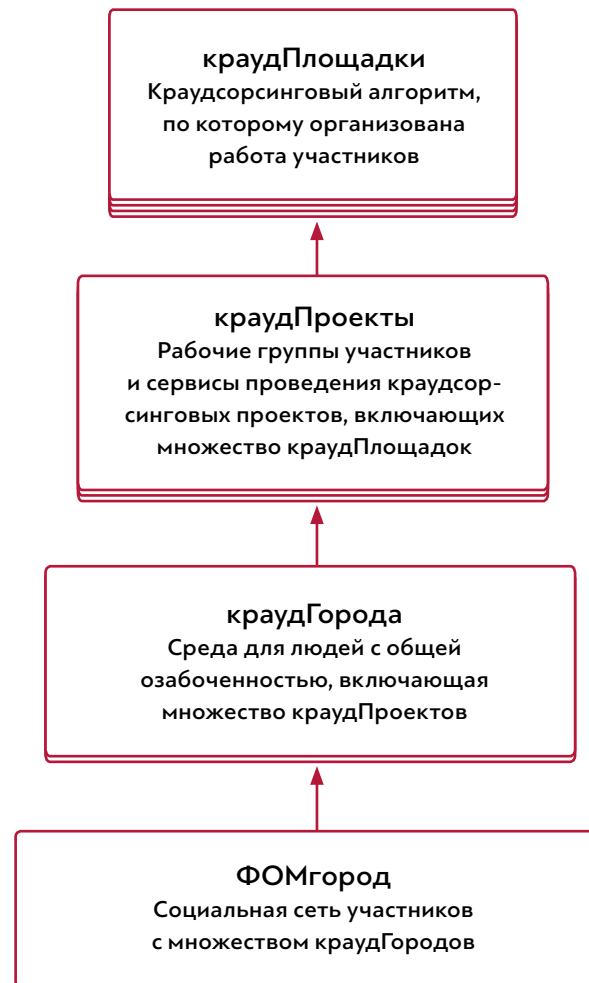 краудПлощадки
Краудсорсинговый алгоритм,
по которому организована
работа участников
краудПроекты
Рабочие группы участников
и сервисы проведения краудсор-
синговых проектов, включающих
множество краудПлощадок
краудГорода
Среда для людей с общей
озабоченностью, включающая
множество краудПроектов
ФОМгород
Социальная сеть участников
с множеством краудГородов